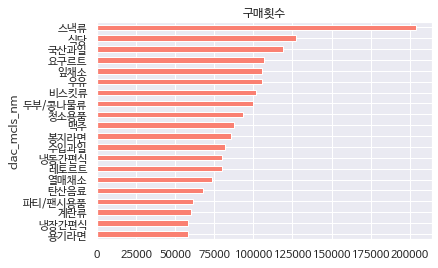 구매횟수
clac_mcls_nm
스낵류
식당
국산과일
요구르트
잎채소
우유
비스킷류
두부/콩나물류
청소용품
맥주
봉지라면
수입과일
냉동간편식
레토르트
열매채소
탄산음료
파티/팬시용품
계란류
냉장간편식
용기라면
0 25000 50000 75000 100000 125000 150000 175000 200000